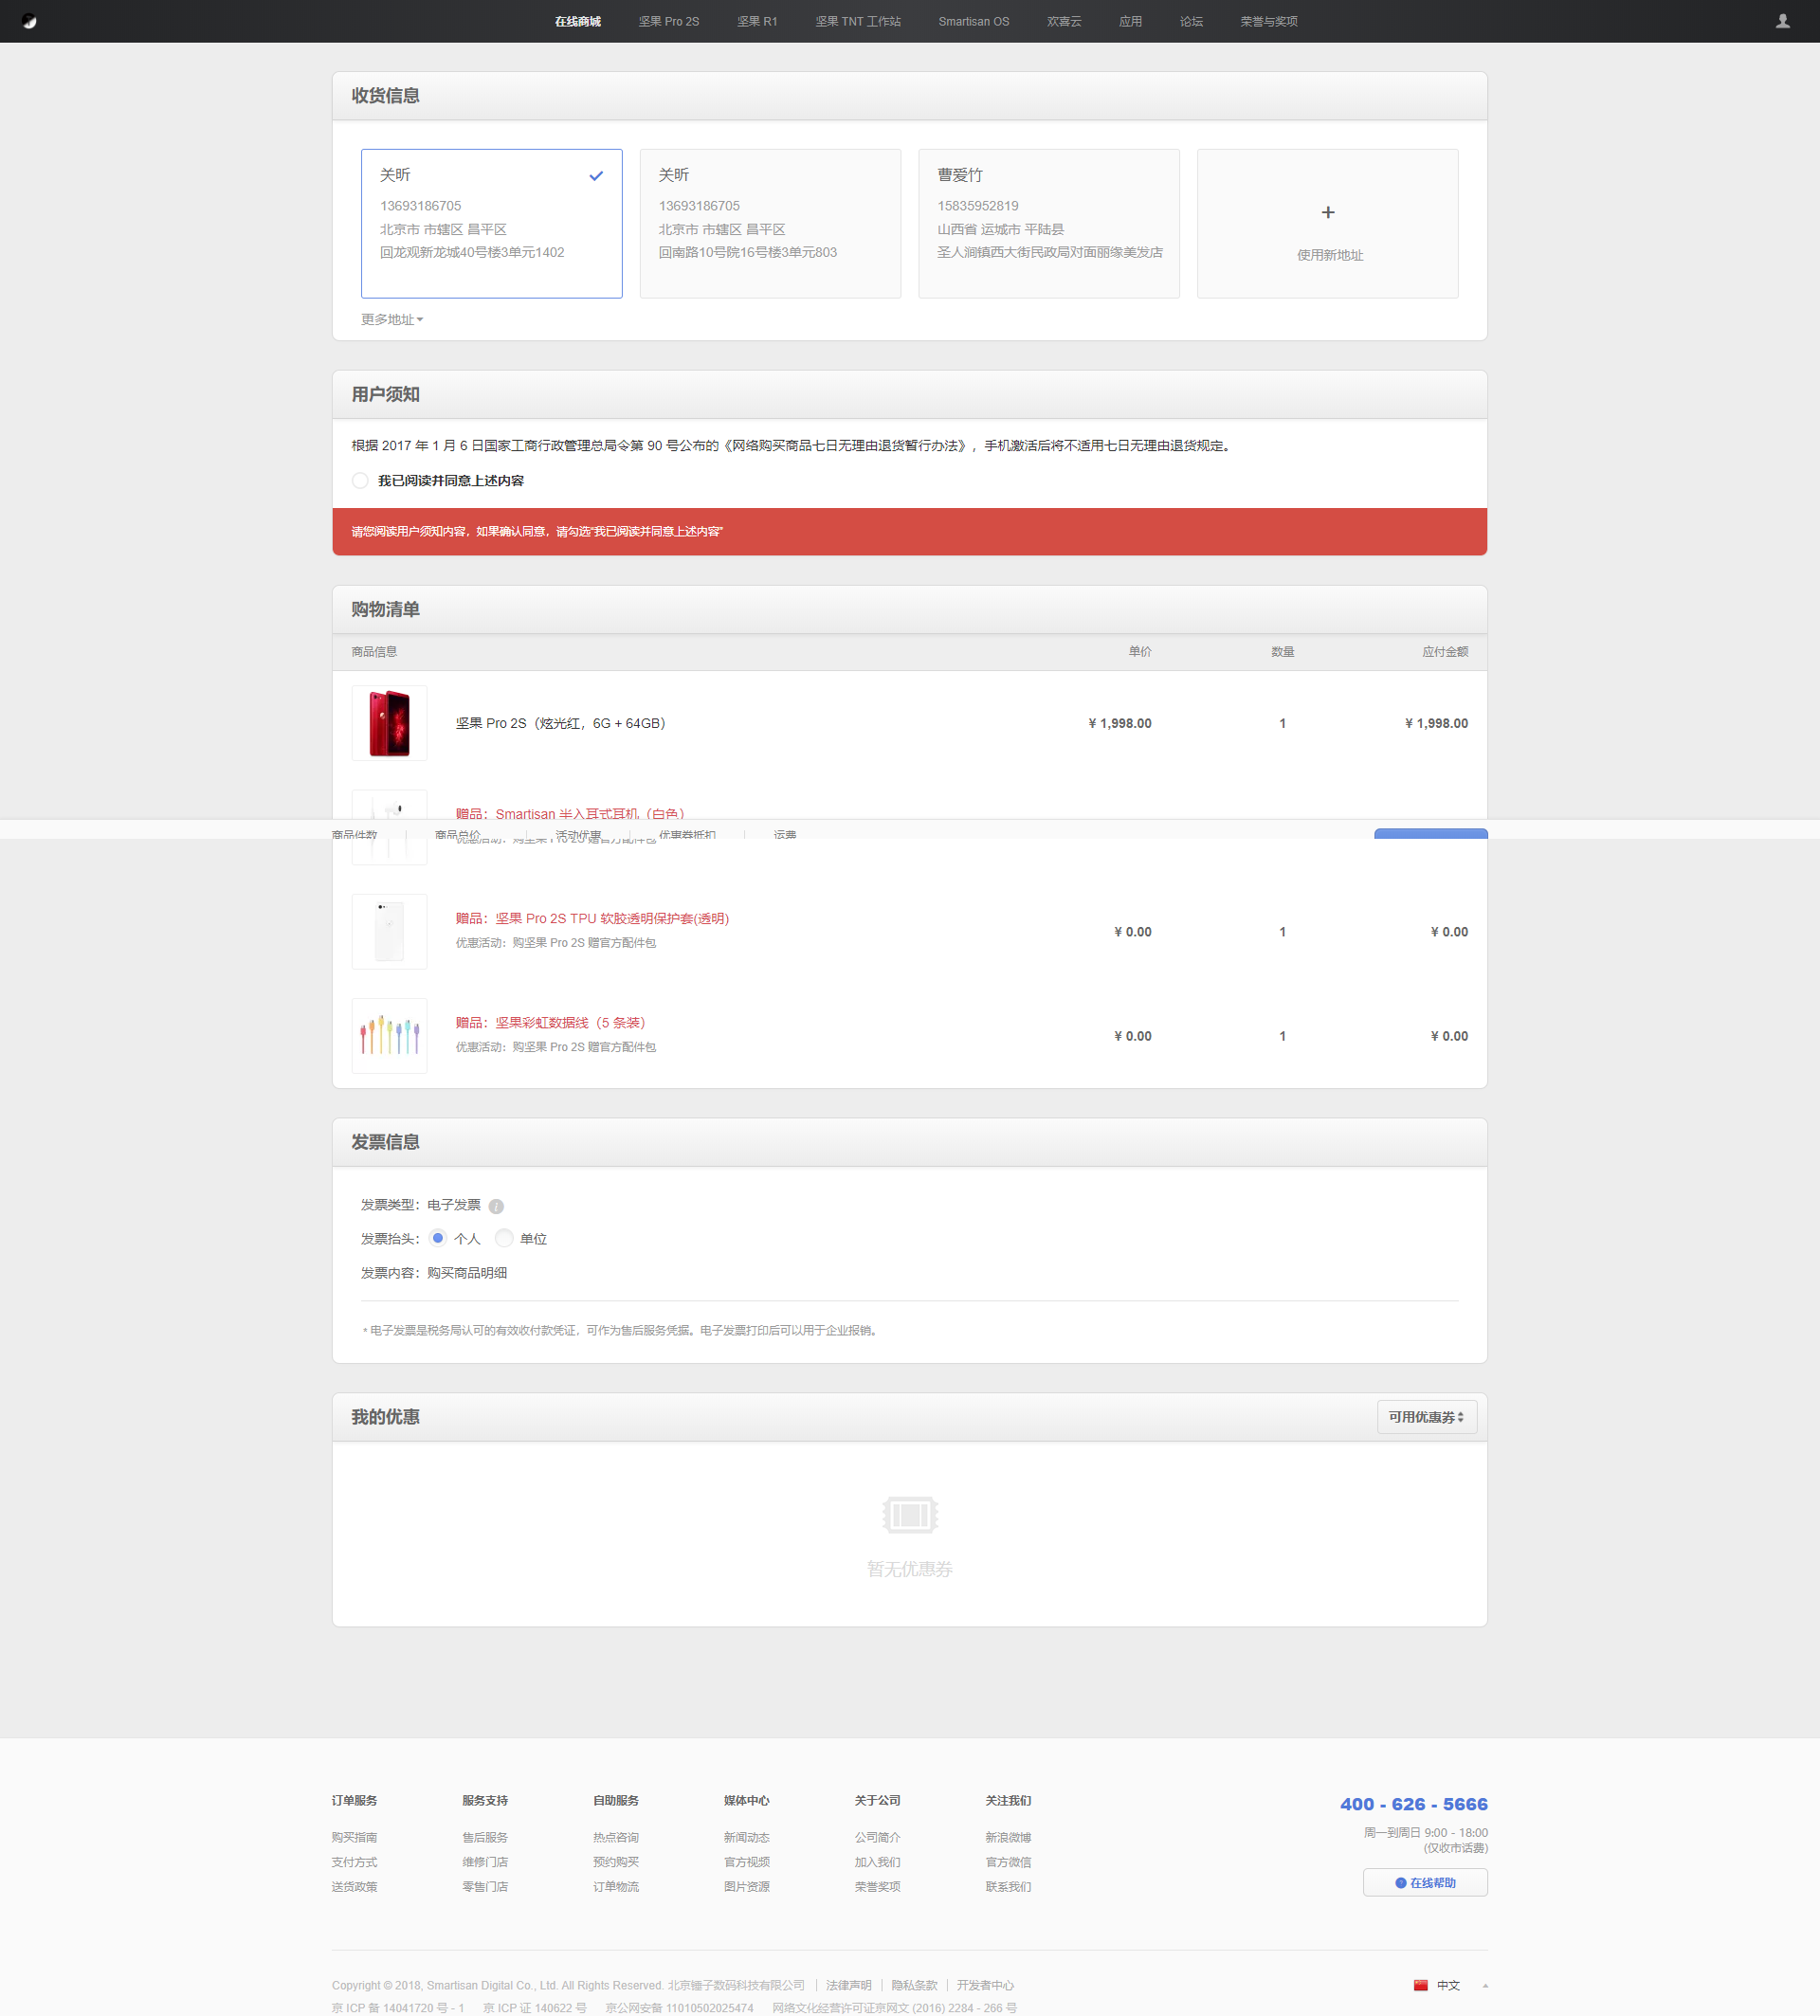 在线商城 坚果 Pro 2S 坚果 R1 坚果 TNT 工作站 Smartisan OS 欢喜云 应用 论坛 荣誉与奖项
收货信息
关昕
13693186705
北京市 市辖区 昌平区
回龙观新龙城40号楼3单元1402
关昕
13693186705
北京市 市辖区 昌平区
回南路10号院16号楼3单元803
曹爱竹
15835952819
山西省 运城市 平陆县
圣人涧镇西大街民政局对面丽缘美发店
+
使用新地址
更多地址
用户须知
根据 2017 年 1 月 6 日国家工商行政管理总局令第 90 号公布的《网络购买商品七日无理由退货暂行办法》，手机激活后将不适用七日无理由退货规定。
我已阅读并同意上述内容
请您阅读用户须知内容，如果确认同意，请勾选“我已阅读并同意上述内容”
购物清单
商品信息 单价 数量 应付金额
坚果 Pro 2S（炫光红，6G + 64GB） ¥ 1,998.00 1 ¥ 1,998.00
赠品：Smartisan 半入耳式耳机（白色）
商品件数 商品总价 活动优惠 优惠券抵扣 运费
优惠活动：购坚果 Pro 2S 赠官方配件包
赠品：坚果 Pro 2S TPU 软胶透明保护套(透明)
优惠活动：购坚果 Pro 2S 赠官方配件包
¥ 0.00 1 ¥ 0.00
赠品：坚果彩虹数据线（5 条装）
优惠活动：购坚果 Pro 2S 赠官方配件包
¥ 0.00 1 ¥ 0.00
发票信息
发票类型：电子发票 i
发票抬头： 个人 单位
发票内容：购买商品明细
* 电子发票是税务局认可的有效收付款凭证，可作为售后服务凭据。电子发票打印后可以用于企业报销。
我的优惠 可用优惠券
暂无优惠券
订单服务 服务支持 自助服务 媒体中心 关于公司 关注我们
购买指南 售后服务 热点咨询 新闻动态 公司简介 新浪微博
支付方式 维修门店 预约购买 官方视频 加入我们 官方微信
送货政策 零售门店 订单物流 图片资源 荣誉奖项 联系我们
400 - 626 - 5666
周一到周日 9:00 - 18:00
(仅收市话费)
在线帮助
Copyright © 2018, Smartisan Digital Co., Ltd. All Rights Reserved. 北京锤子数码科技有限公司 法律声明 隐私条款 开发者中心 中文
京 ICP 备 14041720 号 - 1 京 ICP 证 140622 号 京公网安备 11010502025474 网络文化经营许可证京网文 (2016) 2284 - 266 号